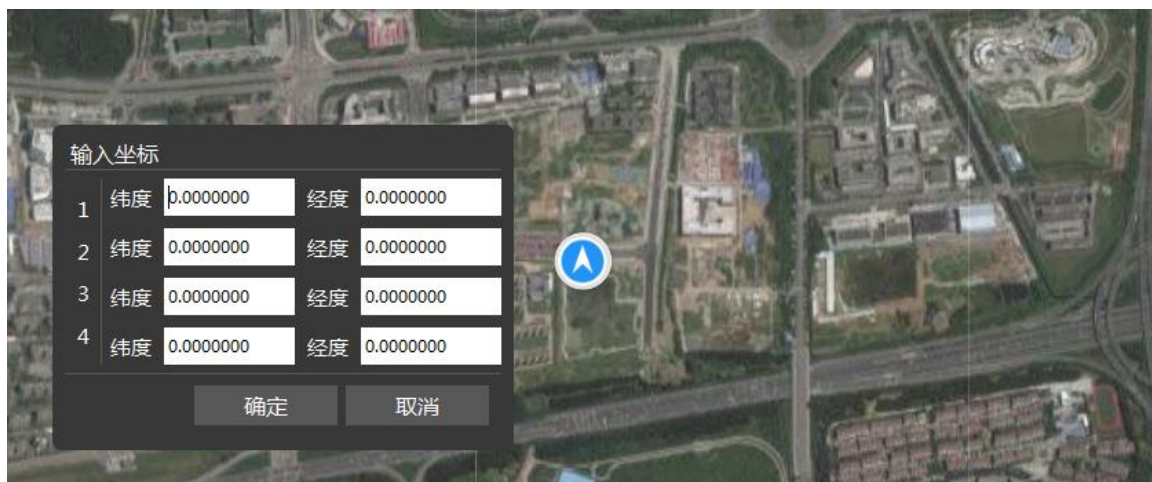 输入坐标
1 纬度 0.0000000 经度 0.0000000
2 纬度 0.0000000 经度 0.0000000
3 纬度 0.0000000 经度 0.0000000
4 纬度 0.0000000 经度 0.0000000
确定 取消